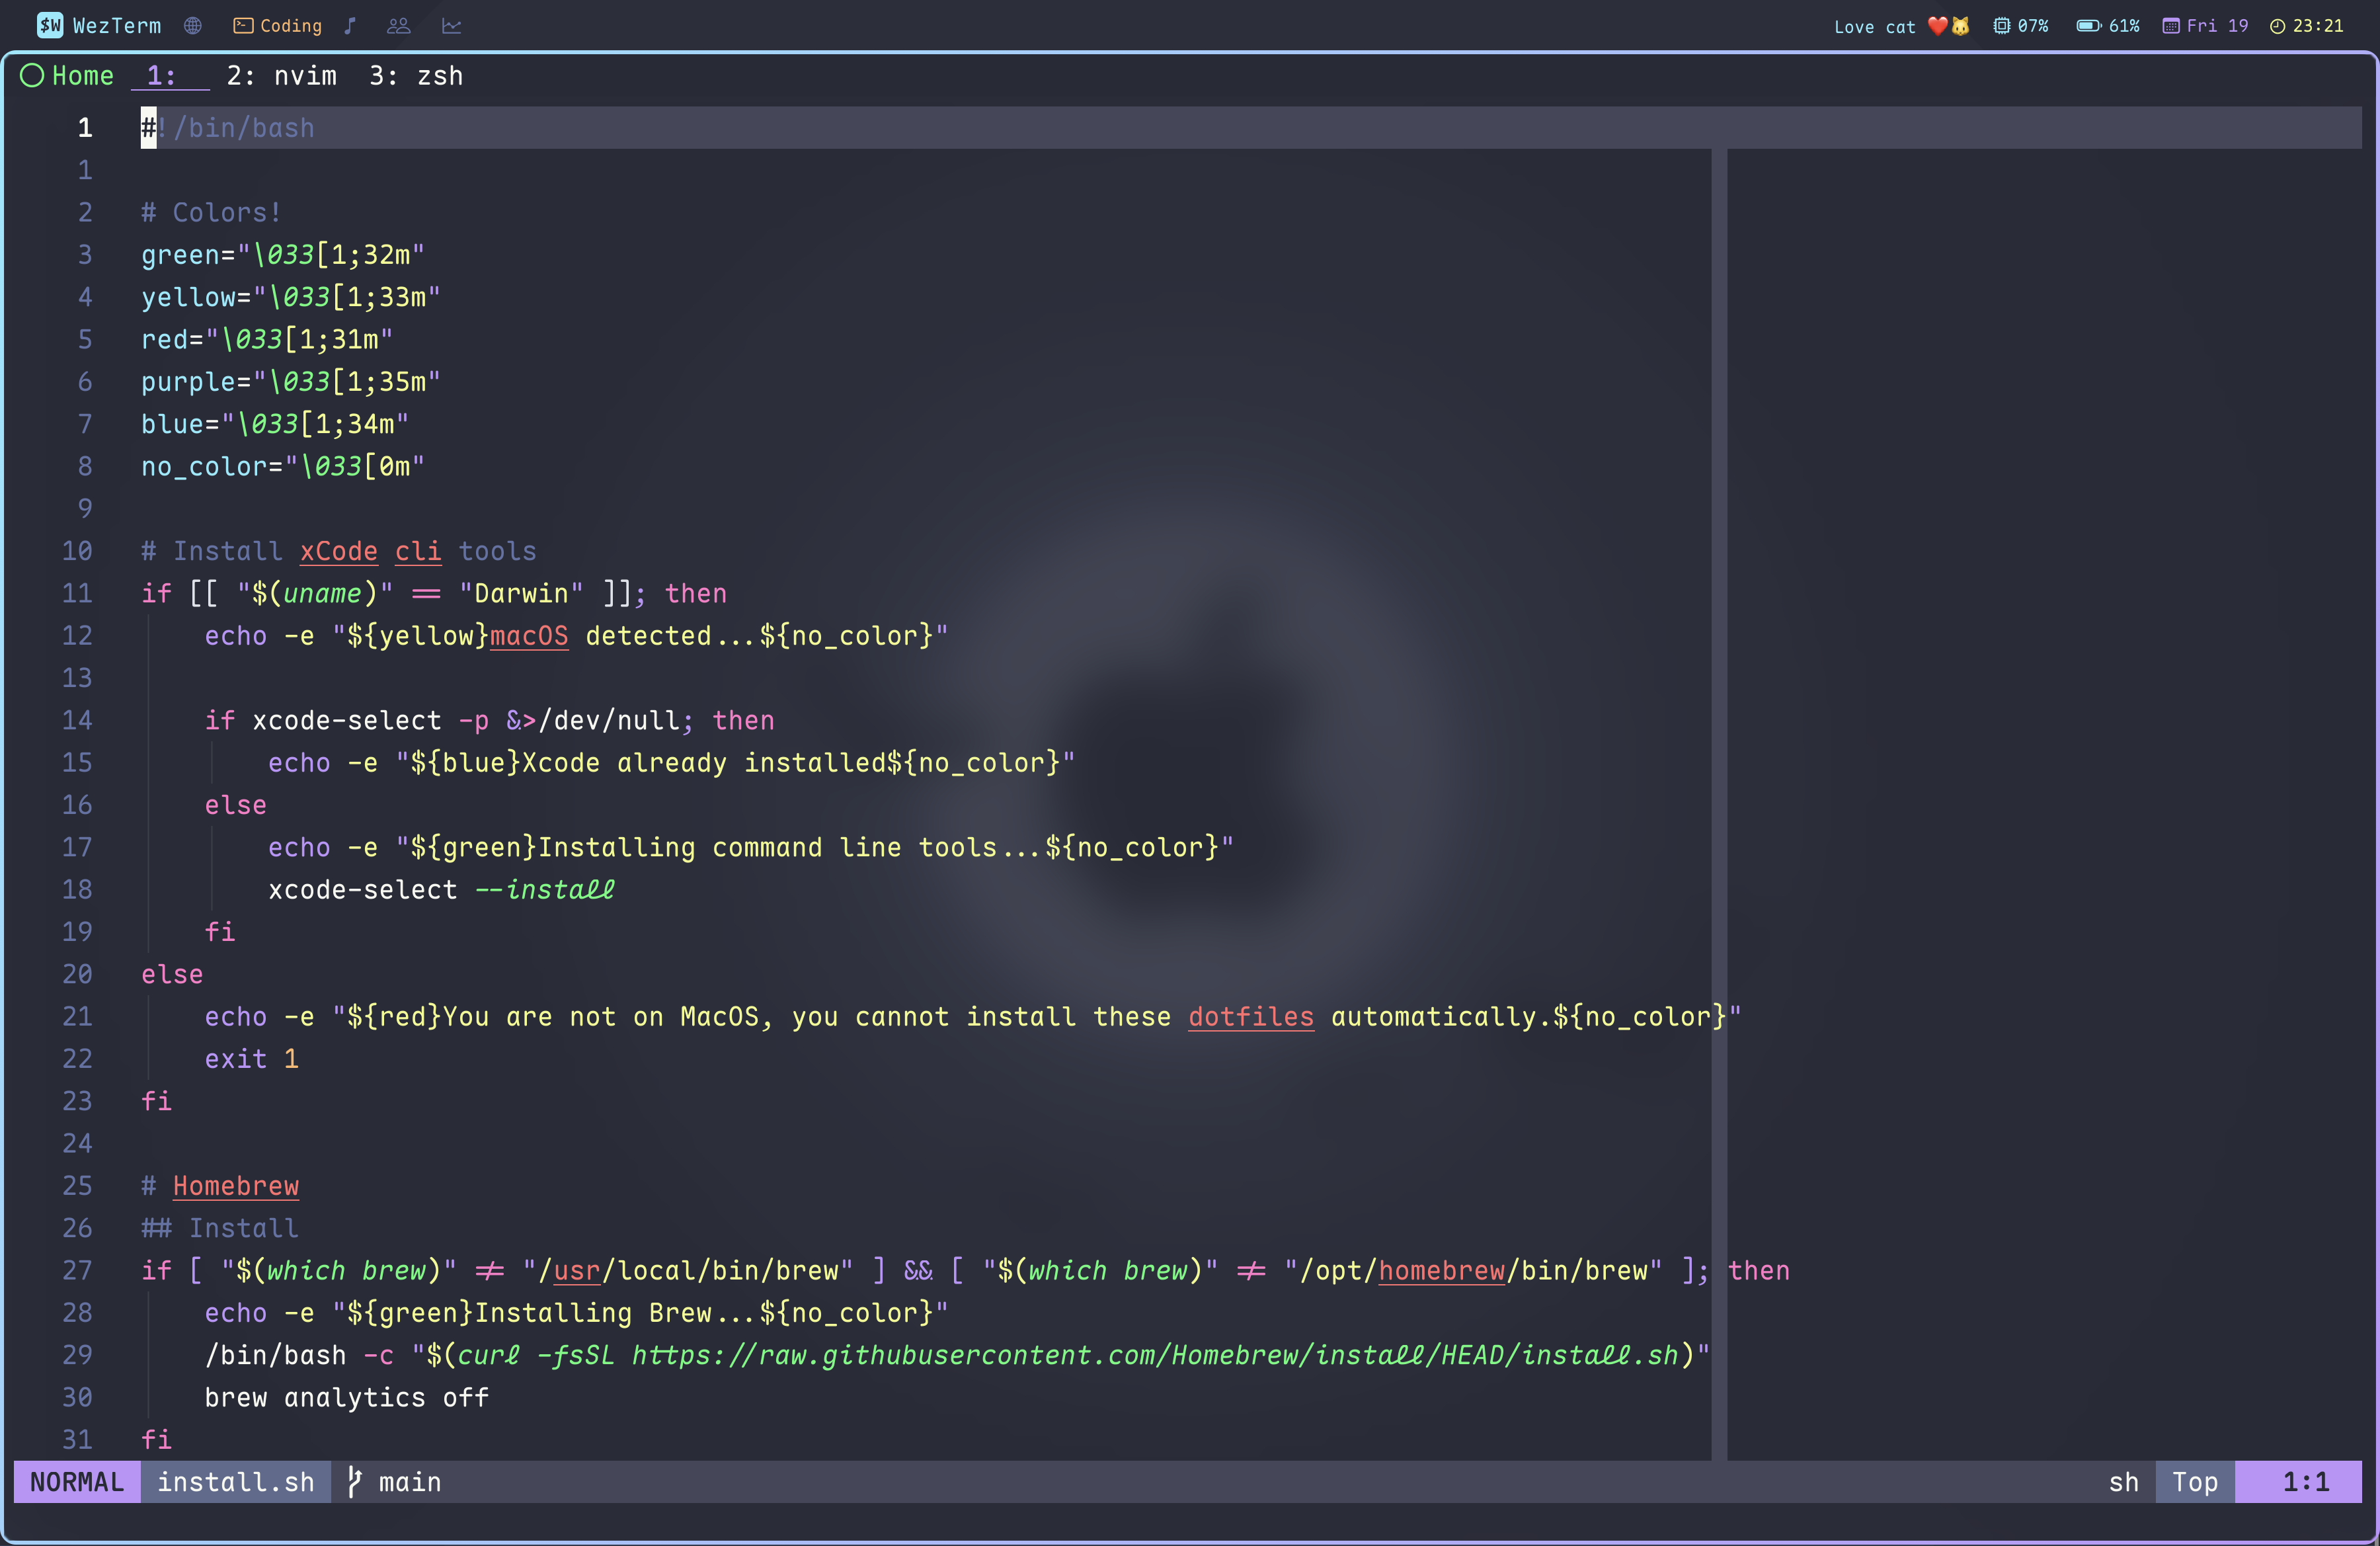 $W WezTerm Coding Love cat ❤️🐱 07% 61% Fri 19 23:21
Home 1: 2: nvim 3: zsh
1 #!/bin/bash
1
2 # Colors!
3 green="\033[1;32m"
4 yellow="\033[1;33m"
5 red="\033[1;31m"
6 purple="\033[1;35m"
7 blue="\033[1;34m"
8 no_color="\033[0m"
9
10 # Install xCode cli tools
11 if [[ "$(uname)" == "Darwin" ]]; then
12     echo -e "${yellow}macOS detected...${no_color}"
13
14     if xcode-select -p &>/dev/null; then
15         echo -e "${blue}Xcode already installed${no_color}"
16     else
17         echo -e "${green}Installing command line tools...${no_color}"
18         xcode-select --install
19     fi
20 else
21     echo -e "${red}You are not on MacOS, you cannot install these dotfiles automatically.${no_color}"
22     exit 1
23 fi
24
25 # Homebrew
26 ## Install
27 if [ "$(which brew)" != "/usr/local/bin/brew" ] && [ "$(which brew)" != "/opt/homebrew/bin/brew" ]; then
28     echo -e "${green}Installing Brew...${no_color}"
29     /bin/bash -c "$(curl -fsSL https://raw.githubusercontent.com/Homebrew/install/HEAD/install.sh)"
30     brew analytics off
31 fi
NORMAL install.sh main sh Top 1:1